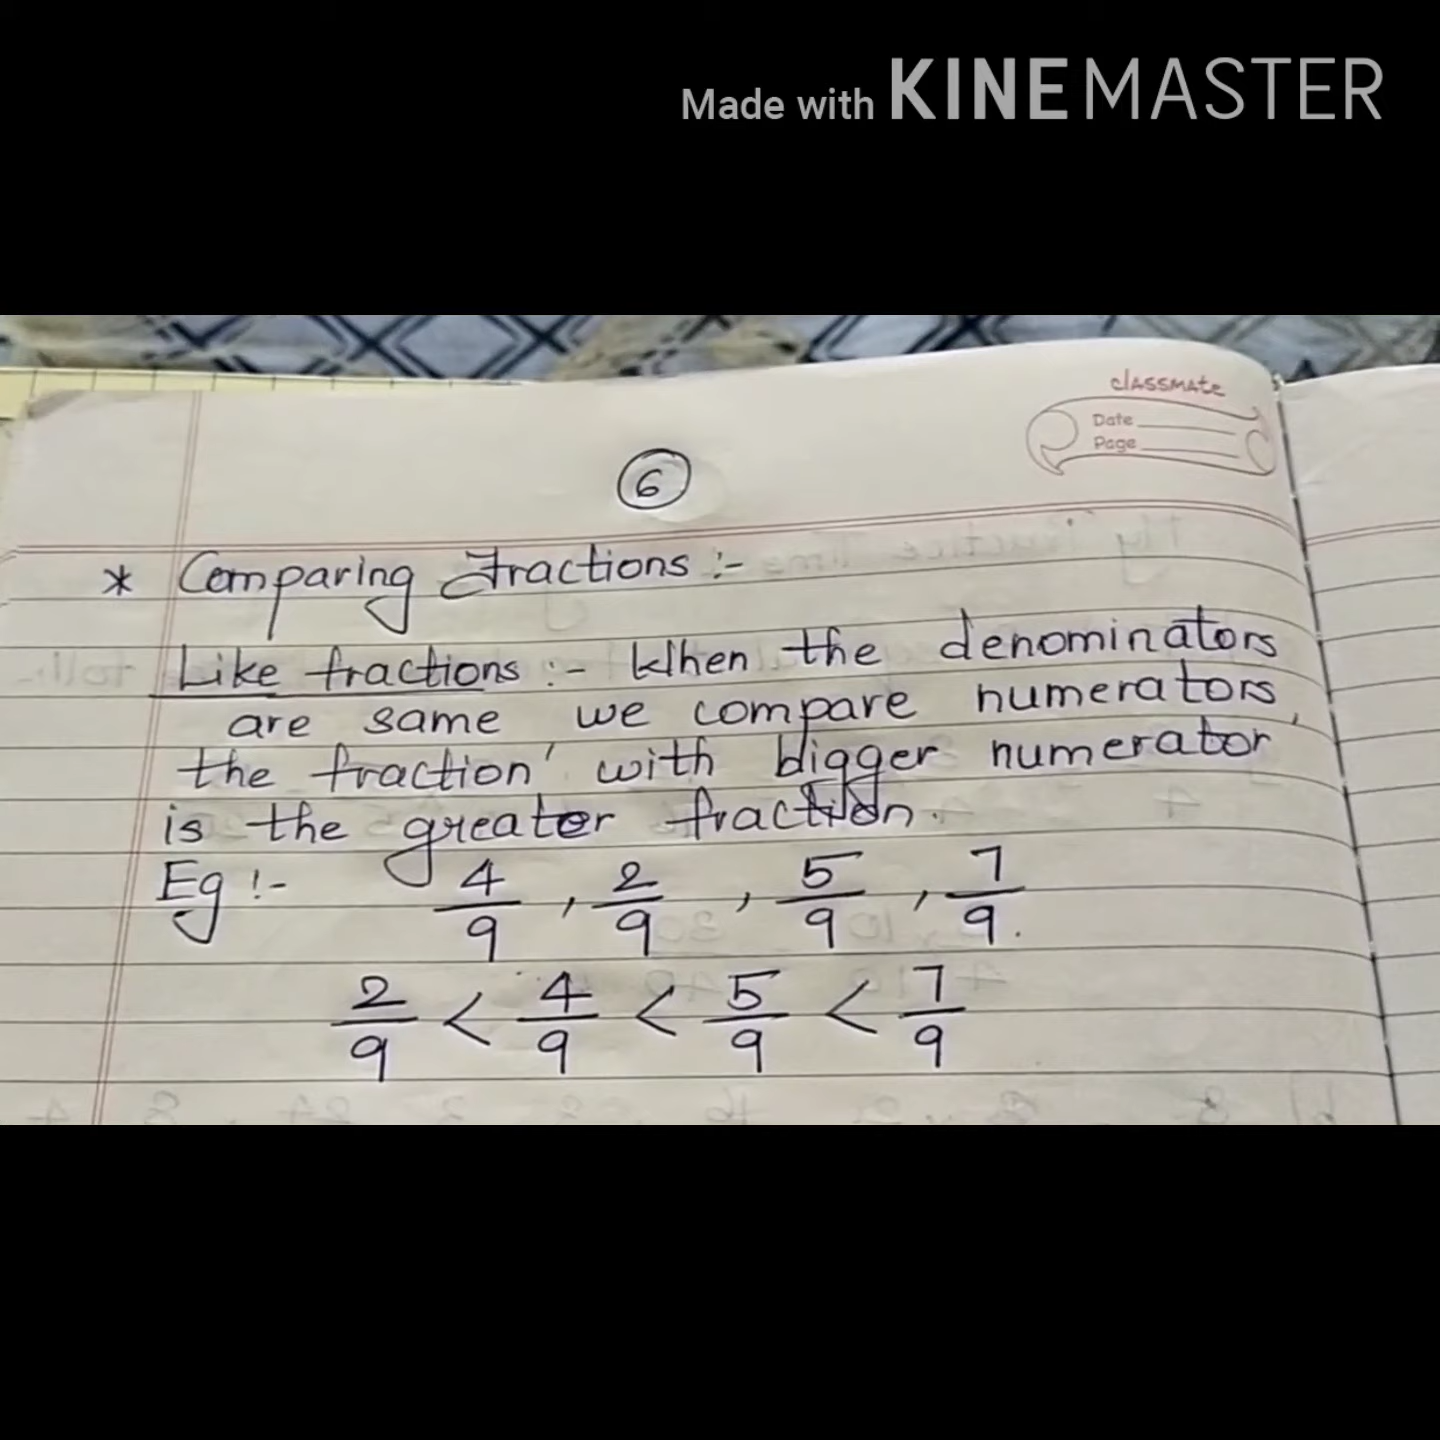 Made with KINEMASTER
classmate
Date
Page
6
* Comparing Fractions :-
Like fractions :- When the denominators
are same we compare numerators,
the fraction with bigger numerator
is the greater fraction.
Eg :- 4/9 , 2/9 , 5/9 , 7/9.
2/9 < 4/9 < 5/9 < 7/9